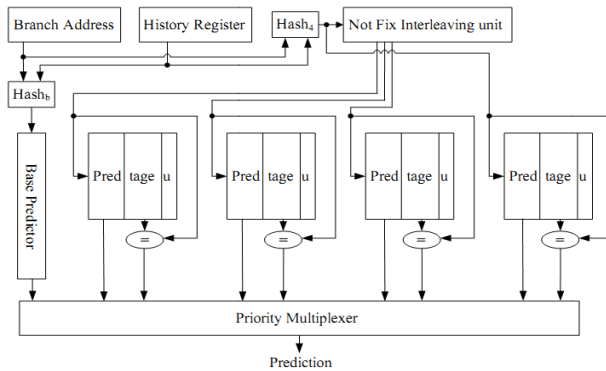 Branch Address
History Register
Hash4
Not Fix Interleaving unit
Hashb
Base Predictor
Pred tage u
Pred tage u
Pred tage u
Pred tage u
=
=
=
=
Priority Multiplexer
Prediction